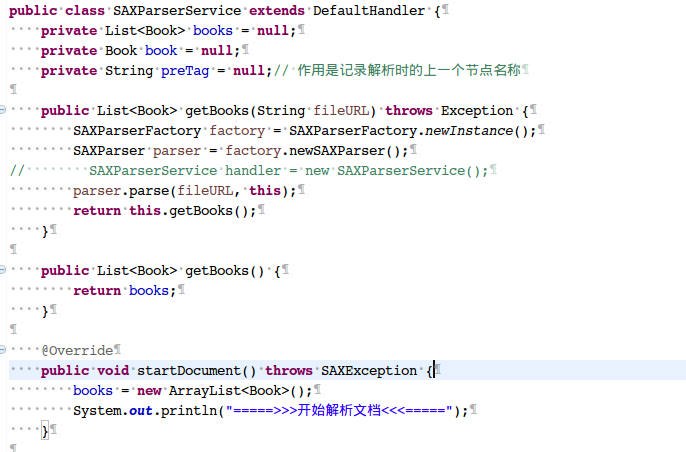 public class SAXParserService extends DefaultHandler {¶
····private·List<Book>·books·=·null;¶
····private·Book·book·=·null;¶
····private·String·preTag·=·null;//·作用是记录解析时的上一个节点名称¶
¶
····public·List<Book>·getBooks(String·fileURL)·throws·Exception·{¶
········SAXParserFactory·factory·=·SAXParserFactory.newInstance();¶
········SAXParser·parser·=·factory.newSAXParser();¶
//········SAXParserService·handler·=·new·SAXParserService();¶
········parser.parse(fileURL,·this);¶
········return·this.getBooks();¶
····}¶
¶
····public·List<Book>·getBooks()·{¶
········return·books;¶
····}¶
¶
····@Override¶
····public·void·startDocument()·throws·SAXException·{¶
········books·=·new·ArrayList<Book>();¶
········System.out.println("=====>>>开始解析文档<<<=====");¶
····}¶
¶